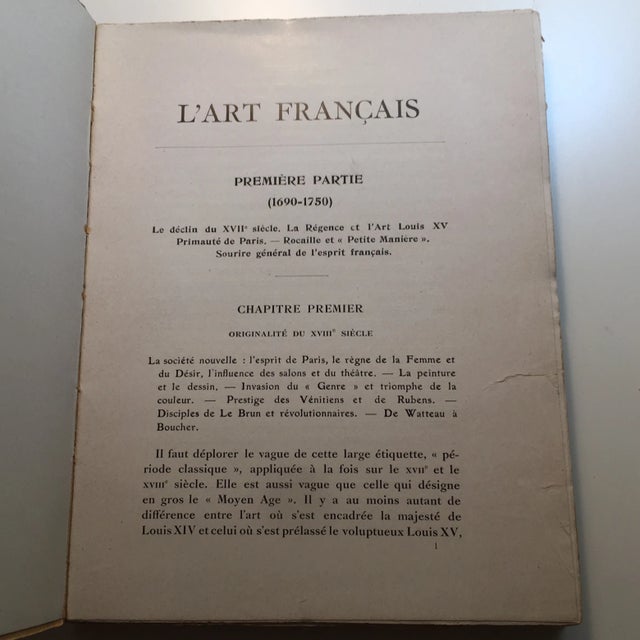 L'ART FRANÇAIS
PREMIÈRE PARTIE
(1690-1750)
Le déclin du XVIIe siècle. La Régence et l'Art Louis XV
Primauté de Paris. — Rocaille et « Petite Manière ».
Sourire général de l'esprit français.
CHAPITRE PREMIER
ORIGINALITÉ DU XVIIIe SIÈCLE
La société nouvelle : l'esprit de Paris, le règne de la Femme et
du Désir, l'influence des salons et du théâtre. — La peinture
et le dessin. — Invasion du « Genre » et triomphe de la
couleur. — Prestige des Vénitiens et de Rubens. —
Disciples de Le Brun et révolutionnaires. — De Watteau à
Boucher.
Il faut déplorer le vague de cette large étiquette, « pé-
riode classique », appliquée à la fois sur le XVIIe et le
XVIIIe siècle. Elle est aussi vague que celle qui désigne
en gros le « Moyen Age ». Il y a au moins autant de
différence entre l'art où s'est encadrée la majesté de
Louis XIV et celui où s'est prélassé le voluptueux Louis XV,
1